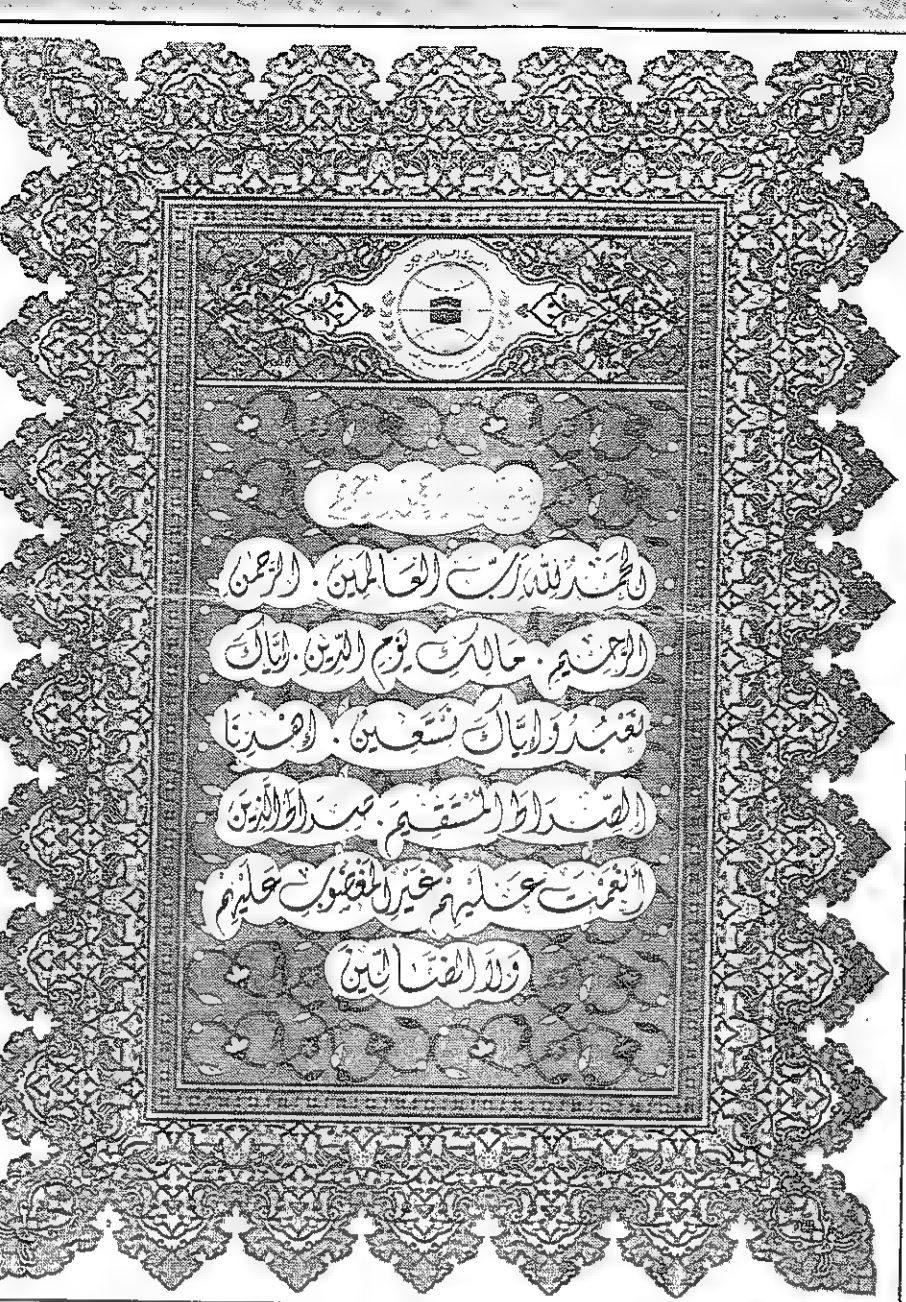 الحمد لله رب العالمين . الرحمن
الرحيم . مالك يوم الدين . إياك
نعبد وإياك نستعين . إهدنا
الصراط المستقيم . صراط الذين
أنعمت عليهم غير المغضوب عليهم
ولا الضالين